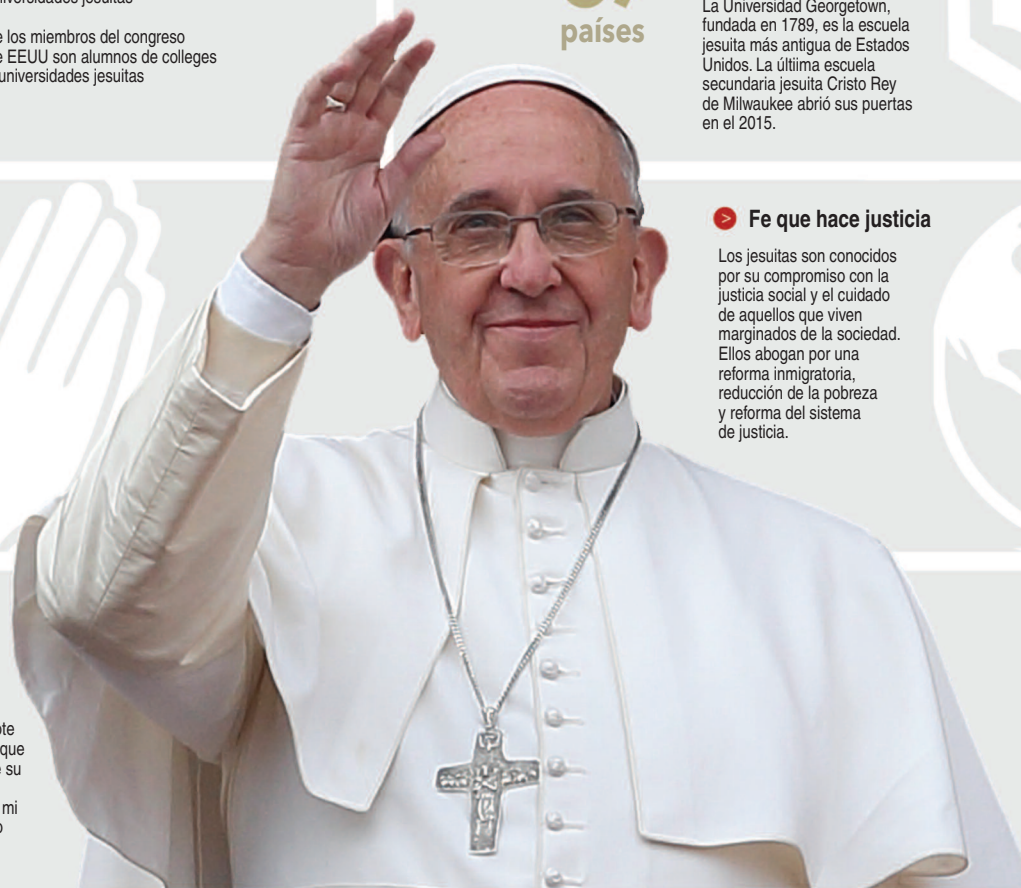 universidades jesuitas
los miembros del congreso
EEUU son alumnos de colleges
universidades jesuitas
países
La Universidad Georgetown,
fundada en 1789, es la escuela
jesuita más antigua de Estados
Unidos. La últiima escuela
secundaria jesuita Cristo Rey
de Milwaukee abrió sus puertas
en el 2015.
> Fe que hace justicia
Los jesuitas son conocidos
por su compromiso con la
justicia social y el cuidado
de aquellos que viven
marginados de la sociedad.
Ellos abogan por una
reforma inmigratoria,
reducción de la pobreza
y reforma del sistema
de justicia.
que
su
mi